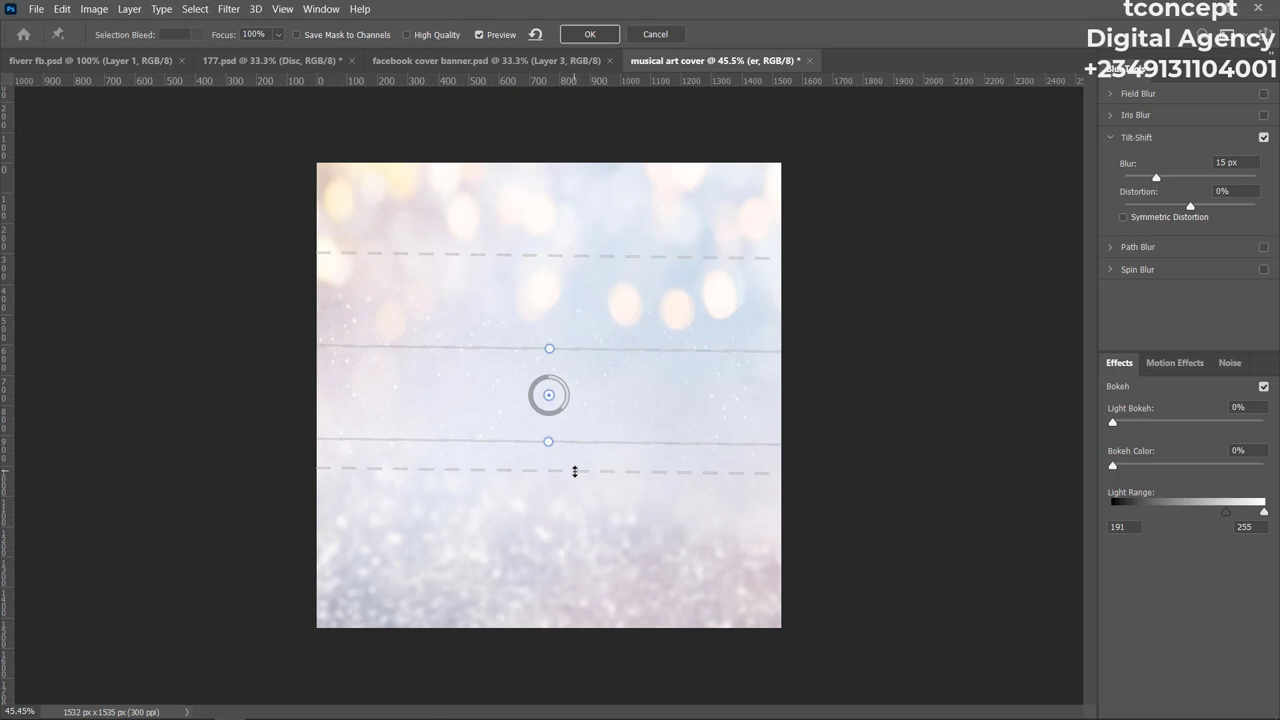 tconcept
Digital Agency
+2349131104001
File Edit Image Layer Type Select Filter 3D View Window Help
Selection Bleed: Focus: 100% Save Mask to Channels High Quality Preview OK Cancel
fiverr fb.psd @ 100% (Layer 1, RGB/8) × 177.psd @ 33.3% (Disc, RGB/8) * × facebook cover banner.psd @ 33.3% (Layer 3, RGB/8) × musical art cover @ 45.5% (er, RGB/8) * ×
1000 900 800 700 600 500 400 300 200 100 0 100 200 300 400 500 600 700 800 900 1000 1100 1200 1300 1400 1500 1600 1700 1800 1900 2000 2100 2200 2300 2400
Field Blur
Iris Blur
Tilt-Shift
Blur: 15 px
Distortion: 0%
Symmetric Distortion
Path Blur
Spin Blur
Effects Motion Effects Noise
Bokeh
Light Bokeh: 0%
Bokeh Color: 0%
Light Range:
191 255
45.45% 1532 px x 1535 px (300 ppi)